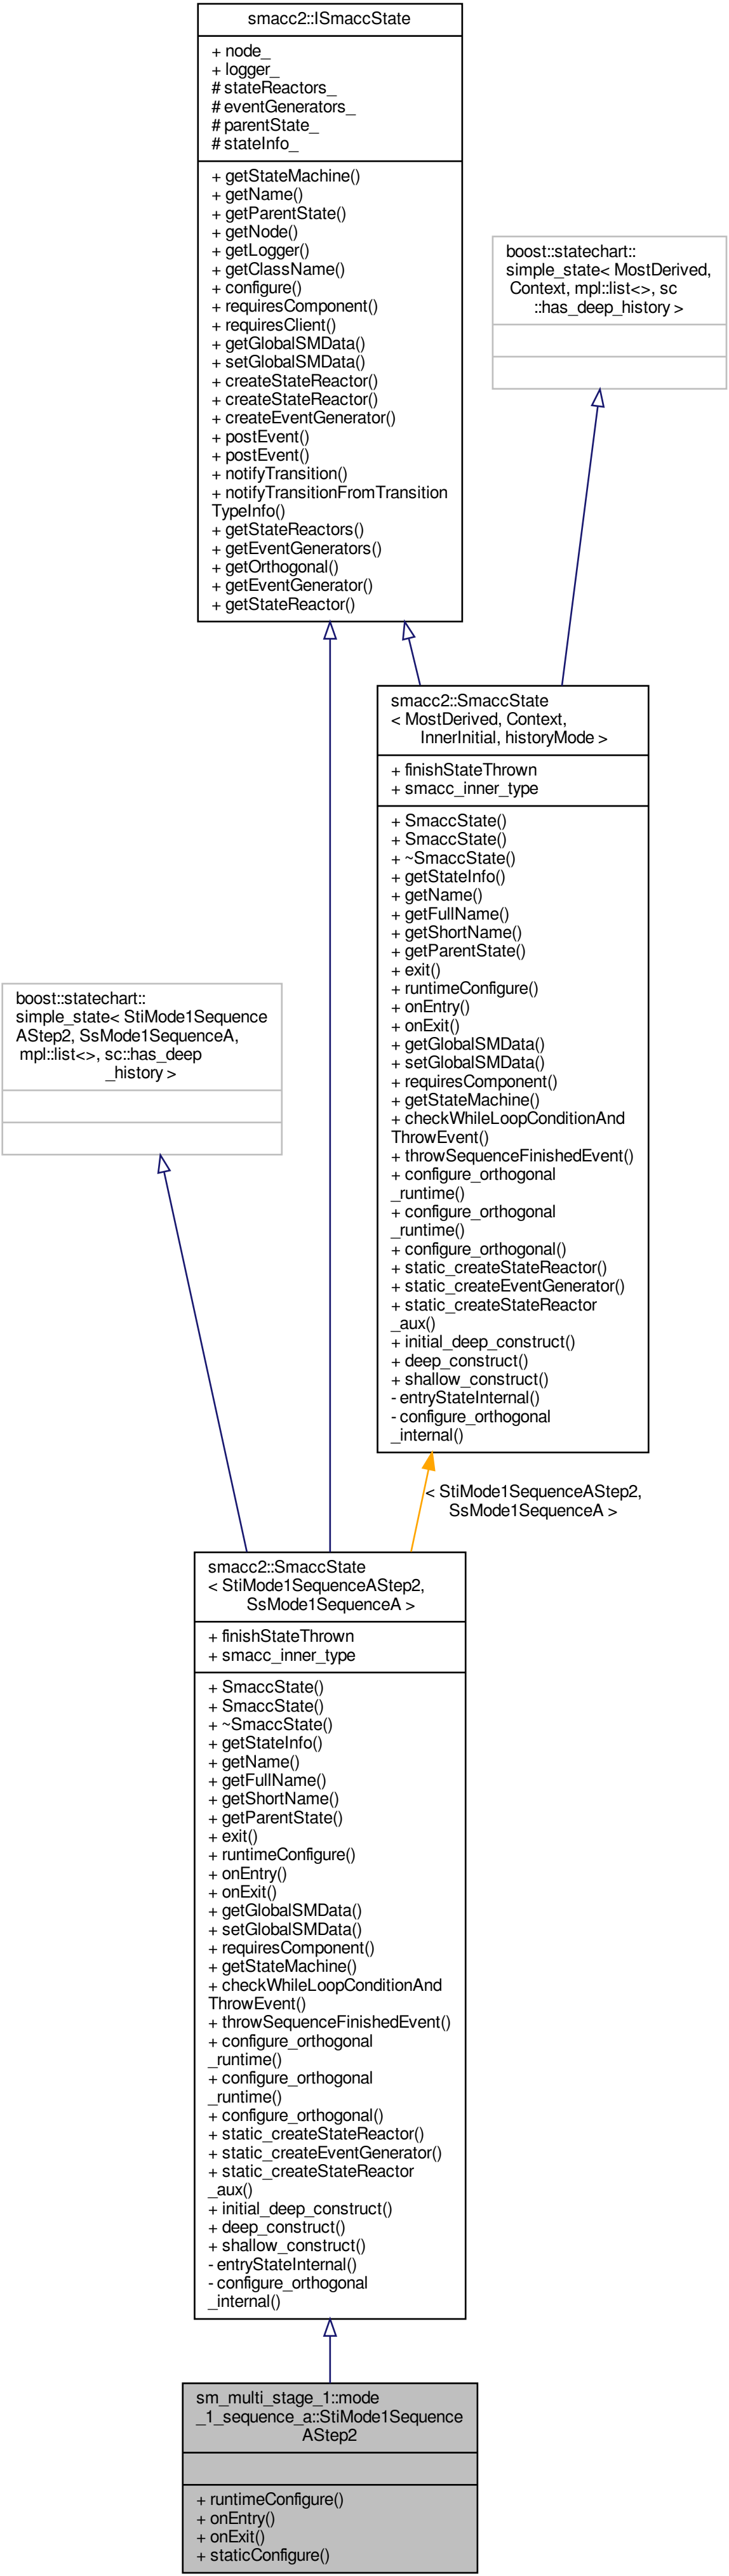 smacc2::ISmaccState
+ node_
+ logger_
# stateReactors_
# eventGenerators_
# parentState_
# stateInfo_
+ getStateMachine()
+ getName()
+ getParentState()
+ getNode()
+ getLogger()
+ getClassName()
+ configure()
+ requiresComponent()
+ requiresClient()
+ getGlobalSMData()
+ setGlobalSMData()
+ createStateReactor()
+ createStateReactor()
+ createEventGenerator()
+ postEvent()
+ postEvent()
+ notifyTransition()
+ notifyTransitionFromTransition
TypeInfo()
+ getStateReactors()
+ getEventGenerators()
+ getOrthogonal()
+ getEventGenerator()
+ getStateReactor()
boost::statechart::
simple_state< MostDerived,
Context, mpl::list<>, sc
::has_deep_history >
smacc2::SmaccState
< MostDerived, Context,
InnerInitial, historyMode >
+ finishStateThrown
+ smacc_inner_type
+ SmaccState()
+ SmaccState()
+ ~SmaccState()
+ getStateInfo()
+ getName()
+ getFullName()
+ getShortName()
+ getParentState()
+ exit()
+ runtimeConfigure()
+ onEntry()
+ onExit()
+ getGlobalSMData()
+ setGlobalSMData()
+ requiresComponent()
+ getStateMachine()
+ checkWhileLoopConditionAnd
ThrowEvent()
+ throwSequenceFinishedEvent()
+ configure_orthogonal
_runtime()
+ configure_orthogonal
_runtime()
+ configure_orthogonal()
+ static_createStateReactor()
+ static_createEventGenerator()
+ static_createStateReactor
_aux()
+ initial_deep_construct()
+ deep_construct()
+ shallow_construct()
- entryStateInternal()
- configure_orthogonal
_internal()
boost::statechart::
simple_state< StiMode1Sequence
AStep2, SsMode1SequenceA,
mpl::list<>, sc::has_deep
_history >
< StiMode1SequenceAStep2,
SsMode1SequenceA >
smacc2::SmaccState
< StiMode1SequenceAStep2,
SsMode1SequenceA >
+ finishStateThrown
+ smacc_inner_type
+ SmaccState()
+ SmaccState()
+ ~SmaccState()
+ getStateInfo()
+ getName()
+ getFullName()
+ getShortName()
+ getParentState()
+ exit()
+ runtimeConfigure()
+ onEntry()
+ onExit()
+ getGlobalSMData()
+ setGlobalSMData()
+ requiresComponent()
+ getStateMachine()
+ checkWhileLoopConditionAnd
ThrowEvent()
+ throwSequenceFinishedEvent()
+ configure_orthogonal
_runtime()
+ configure_orthogonal
_runtime()
+ configure_orthogonal()
+ static_createStateReactor()
+ static_createEventGenerator()
+ static_createStateReactor
_aux()
+ initial_deep_construct()
+ deep_construct()
+ shallow_construct()
- entryStateInternal()
- configure_orthogonal
_internal()
sm_multi_stage_1::mode
_1_sequence_a::StiMode1Sequence
AStep2
+ runtimeConfigure()
+ onEntry()
+ onExit()
+ staticConfigure()